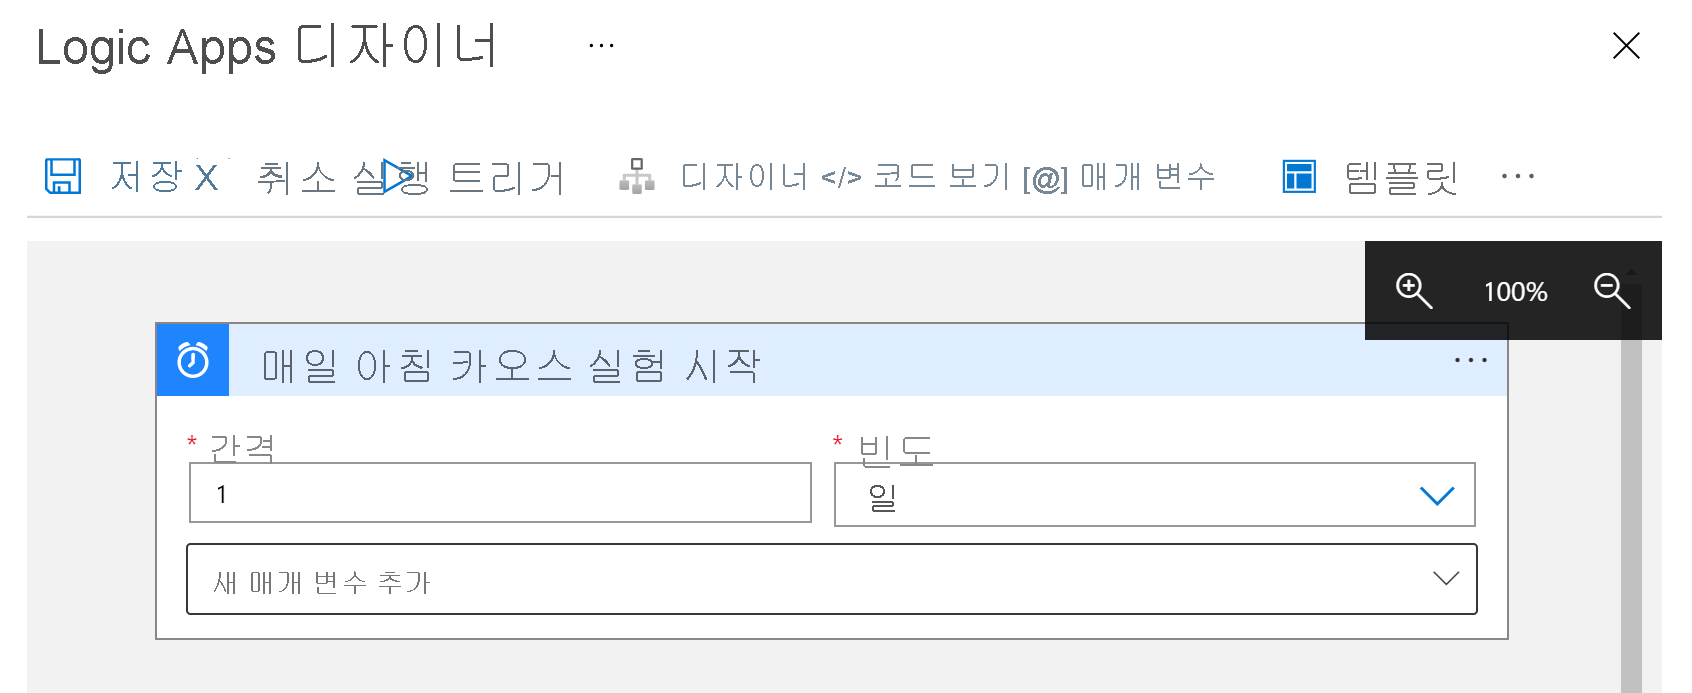 Logic Apps 디자이너 ...
저장 X 취소 실행 트리거 디자이너 </> 코드 보기 [@] 매개 변수 템플릿 ...
100%
매일 아침 카오스 실험 시작 ...
* 간격 * 빈도
1 일
새 매개 변수 추가